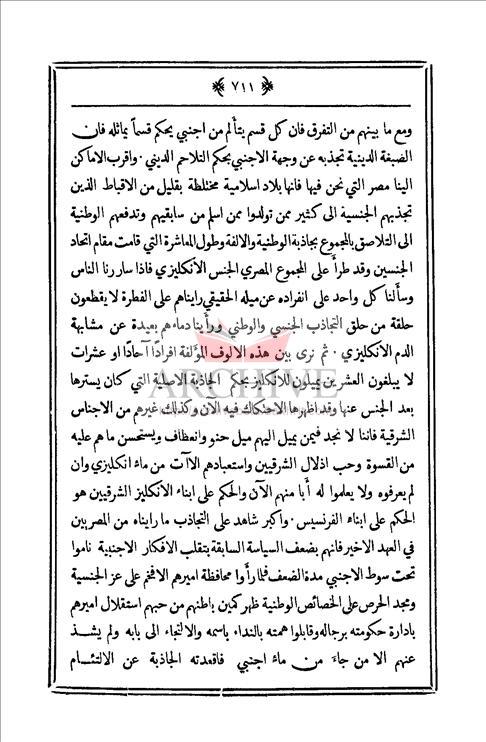 ﴿ ٧١١ ﴾
ومع ما بينهم من التفرق فان كل قسم يتألم من اجنبي يحكم قسماً يماثله فان
الصبغة الدينية تجذبه عن وجهة الاجنبي بحكم التلاحم الديني . واقرب الاماكن
الينا مصر التي نحن فيها فانها بلاد اسلامية مختلطة بقليل من الاقباط الذين
تجذبهم الجنسية الى كثير ممن تولدوا ممن اسلم من سابقيهم وتدفعهم الوطنية
الى التلاصق بالمجموع بجاذبة الوطنية والالفة وطول المعاشرة التي قامت مقام اتحاد
الجنسين وقد طرأ على المجموع المصري الجنس الانكليزي فاذا ساررنا الناس
وسألنا كل واحد على انفراده عن ميله الحقيقي رايناهم على الفطرة لا يقطعون
حلقة من حلق التجاذب الجنسي والوطني ورأينا دماءهم بعيدة عن مشابهة
الدم الانكليزي . ثم نرى بين هذه الالوف المؤلفة افرادًا آحادًا او عشرات
لا يبلغون العشرين يميلون للانكليز بحكم الجاذبة الاصلية التي كان يسترها
بعد الجنس عنها وقد اظهرها الاحتكاك فيه الآن وكذلك غيرهم من الاجناس
الشرقية فاننا لا نجد فيمن يميل اليهم ميل حنو وانعطاف ويستحسن ما هم عليه
من القسوة وحب اذلال الشرقيين واستعبادهم الا آت من ماء انكليزي وان
لم يعرفوه ولا يعلموا له أبا منهم الآن والحكم على ابناء الانكليز الشرقيين هو
الحكم على ابناء الفرنسيس . واكبر شاهد على التجاذب ما رايناه من المصريين
في العهد الاخير فانهم بضعف السياسة السابقة بتقلب الافكار الاجنبية ناموا
تحت سوط الاجنبي مدة الضعف فلما رأوا محافظة اميرهم الافخم على عز الجنسية
ومجد الحرص على الخصائص الوطنية ظهر كمين باطنهم من حبهم استقلال اميرهم
بادارة حكومته برجاله وقابلوا همته بالنداء باسمه والالتجاء الى بابه ولم يشذ
عنهم الا من جاء من ماء اجنبي فاقعدته الجاذبة عن الالتئام
ARCHIVE